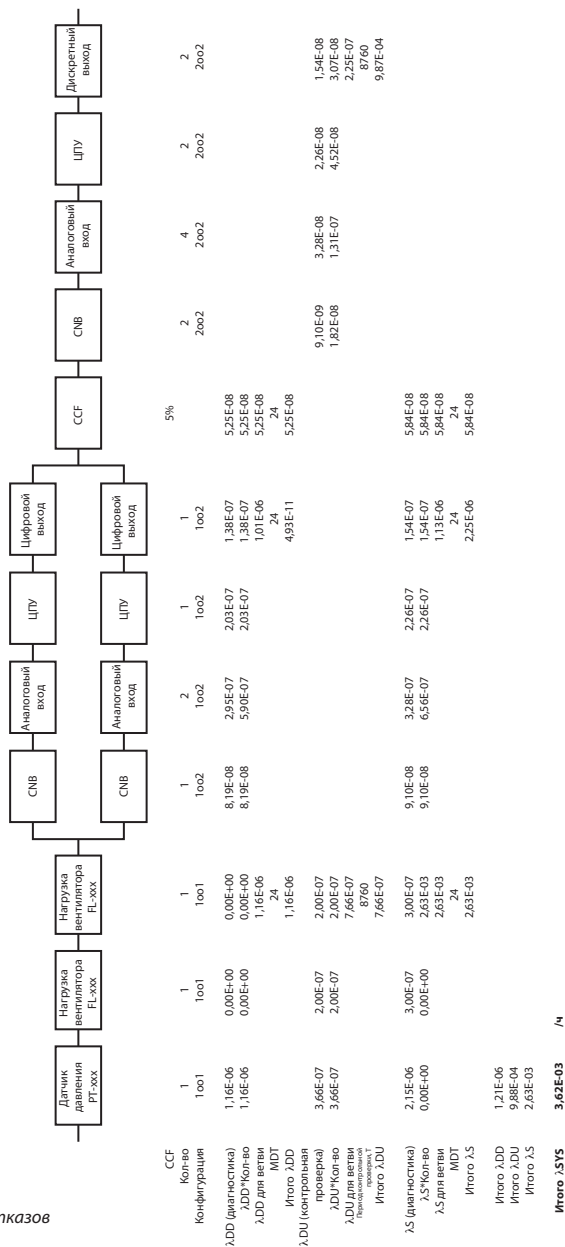 Датчик давления PT-xxx
Нагрузка вентилятора FL-xxx
Нагрузка вентилятора FL-xxx
CNB
Аналоговый вход
ЦПУ
Цифровой выход
CNB
Аналоговый вход
ЦПУ
Цифровой выход
CCF
CNB
Аналоговый вход
ЦПУ
Дискретный выход
CCF 5%
Кол-во 1 1 1 1 2 1 1 2 4 2 2
Конфигурация 1oo1 1oo1 1oo1 1oo2 1oo2 1oo2 1oo2 2oo2 2oo2 2oo2 2oo2
λDD (диагностика) 1,16E-06 0,00E+00 0,00E+00 8,19E-08 2,95E-07 2,03E-07 1,38E-07 5,25E-08
λDD*Кол-во 1,16E-06 0,00E+00 0,00E+00 8,19E-08 5,90E-07 2,03E-07 1,38E-07 5,25E-08
λDD для ветви 1,16E-06 1,01E-06 5,25E-08
MDT 24 24 24
Итого λDD 1,16E-06 4,93E-11 5,25E-08
λDU (контрольная
проверка) 3,66E-07 2,00E-07 2,00E-07 9,10E-09 3,28E-08 2,26E-08 1,54E-08
λDU*Кол-во 3,66E-07 2,00E-07 2,00E-07 1,82E-08 1,31E-07 4,52E-08 3,07E-08
λDU для ветви 7,66E-07 2,25E-07
Период контрольной
проверки, T 8760 8760
Итого λDU 7,66E-07 9,87E-04
λS (диагностика) 2,15E-06 3,00E-07 3,00E-07 9,10E-08 3,28E-07 2,26E-07 1,54E-07 5,84E-08
λS*Кол-во 0,00E+00 0,00E+00 2,63E-03 9,10E-08 6,56E-07 2,26E-07 1,54E-07 5,84E-08
λS для ветви 2,63E-03 1,13E-06 5,84E-08
MDT 24 24 24
Итого λS 2,63E-03 2,25E-06 5,84E-08
Итого λDD 1,21E-06
Итого λDU 9,88E-04
Итого λS 2,63E-03
Итого λSYS 3,62E-03 /ч
тказов